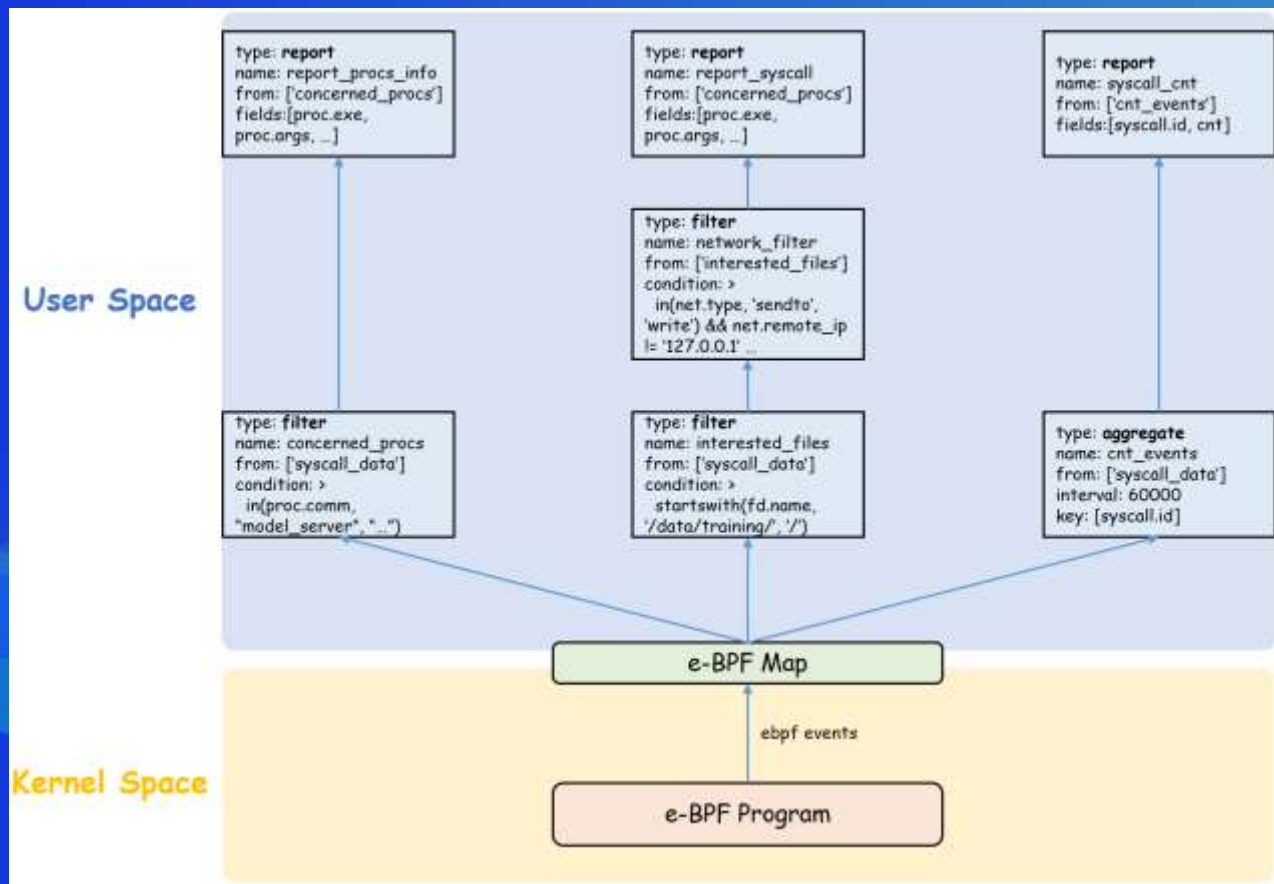 type: report
name: report_procs_info
from: ['concerned_procs']
fields:[proc.exe,
proc.args, ...]
type: report
name: report_syscall
from: ['concerned_procs']
fields:[proc.exe,
proc.args, ...]
type: report
name: syscall_cnt
from: ['cnt_events']
fields:[syscall.id, cnt]
type: filter
name: network_filter
from: ['interested_files']
condition: >
in(net.type, 'sendto',
'write') && net.remote_ip
!= '127.0.0.1' ...
User Space
type: filter
name: concerned_procs
from: ['syscall_data']
condition: >
in(proc.comm,
"model_server", "...")
type: filter
name: interested_files
from: ['syscall_data']
condition: >
startswith(fd.name,
'/data/training/', '/')
type: aggregate
name: cnt_events
from: ['syscall_data']
interval: 60000
key: [syscall.id]
e-BPF Map
ebpf events
Kernel Space
e-BPF Program